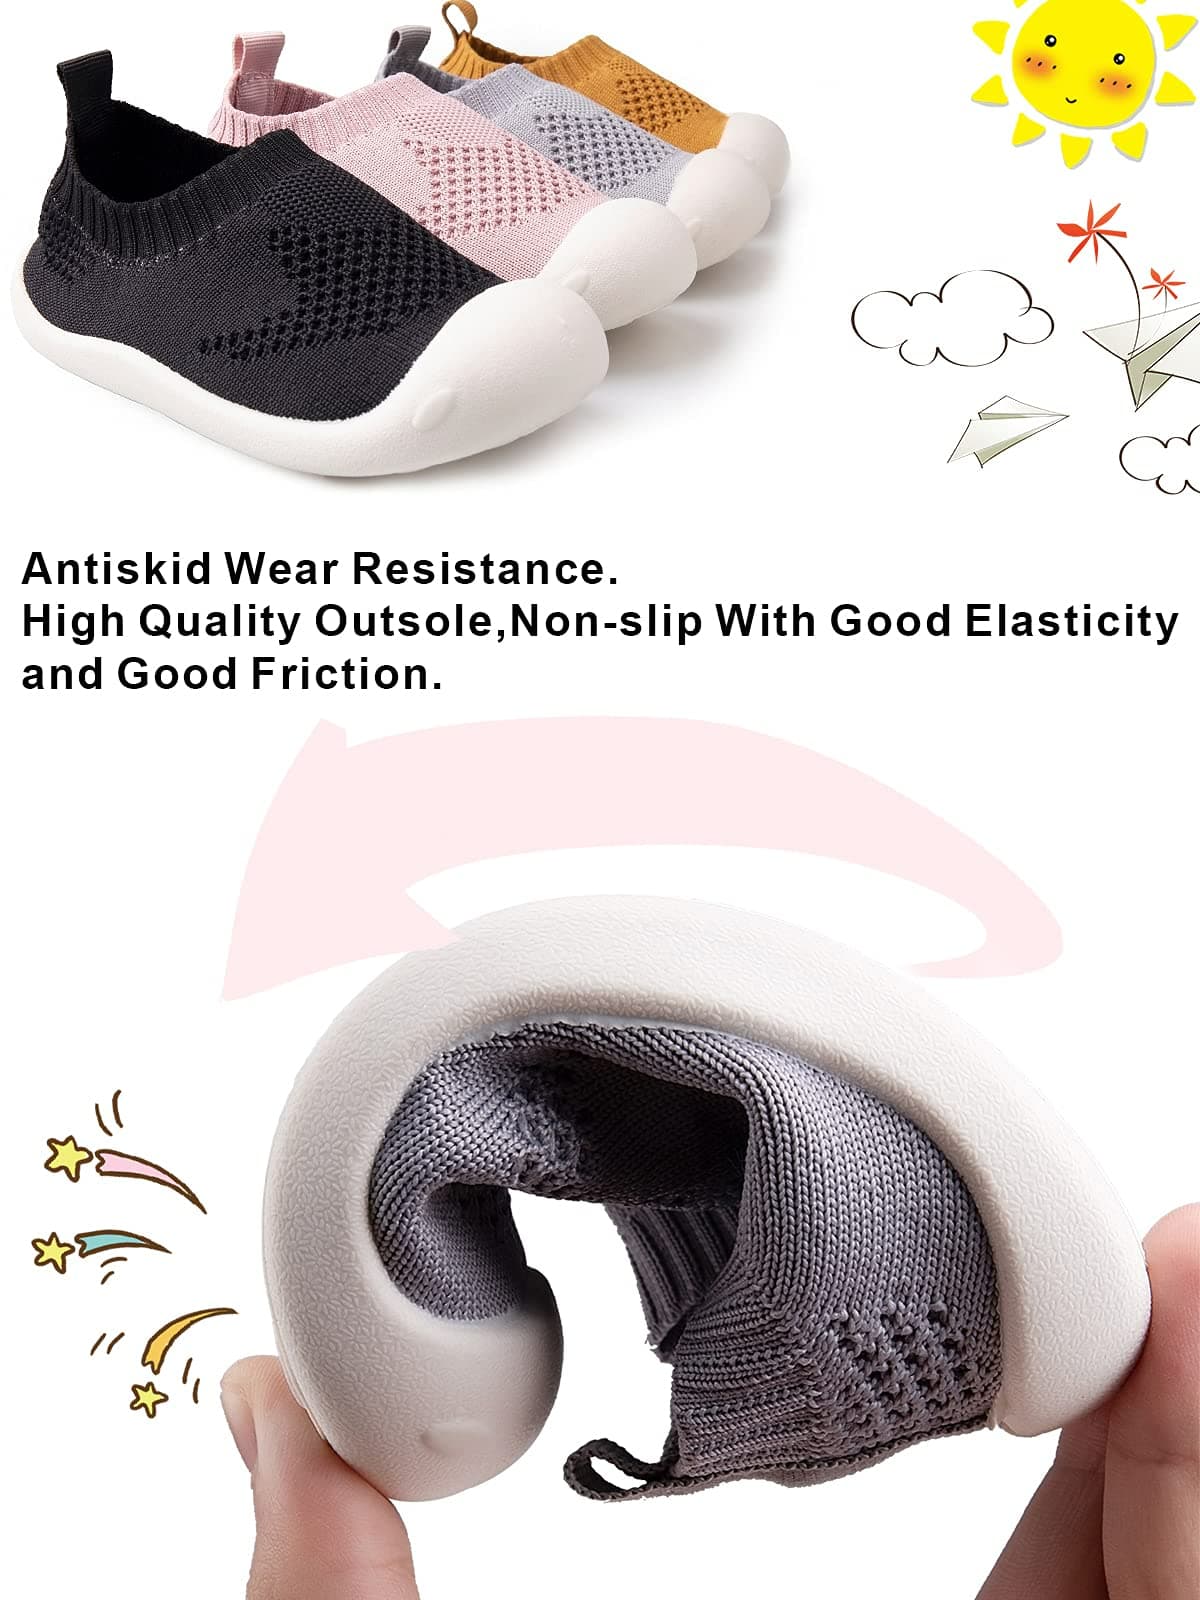 Antiskid Wear Resistance.
High Quality Outsole,Non-slip With Good Elasticity
and Good Friction.